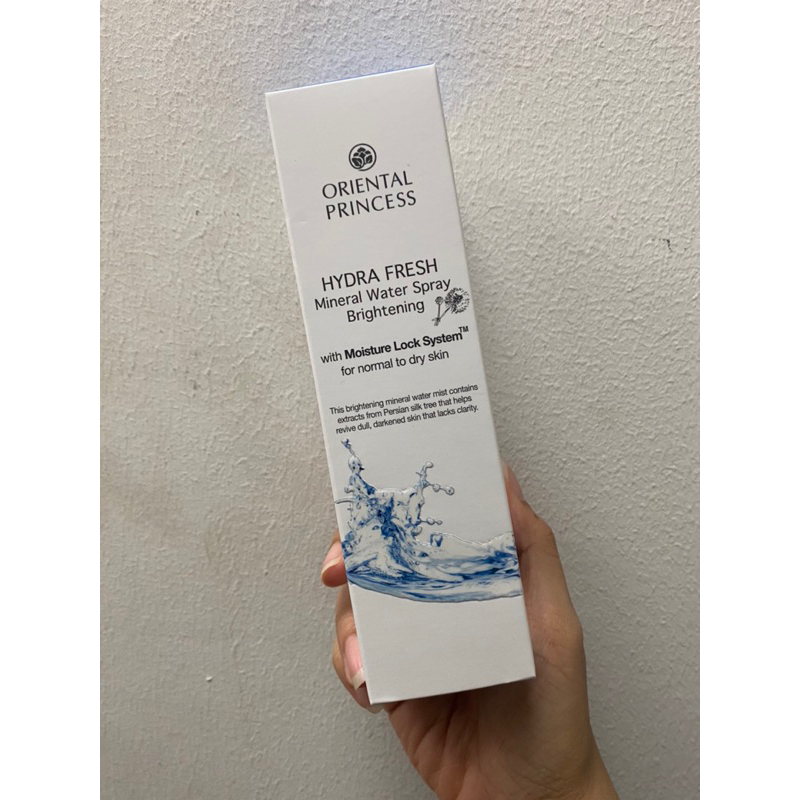 ORIENTAL
PRINCESS
HYDRA FRESH
Mineral Water Spray
Brightening
with Moisture Lock System™
for normal to dry skin
This brightening mineral water mist contains
extracts from Persian silk tree that helps
revive dull, darkened skin that lacks clarity.